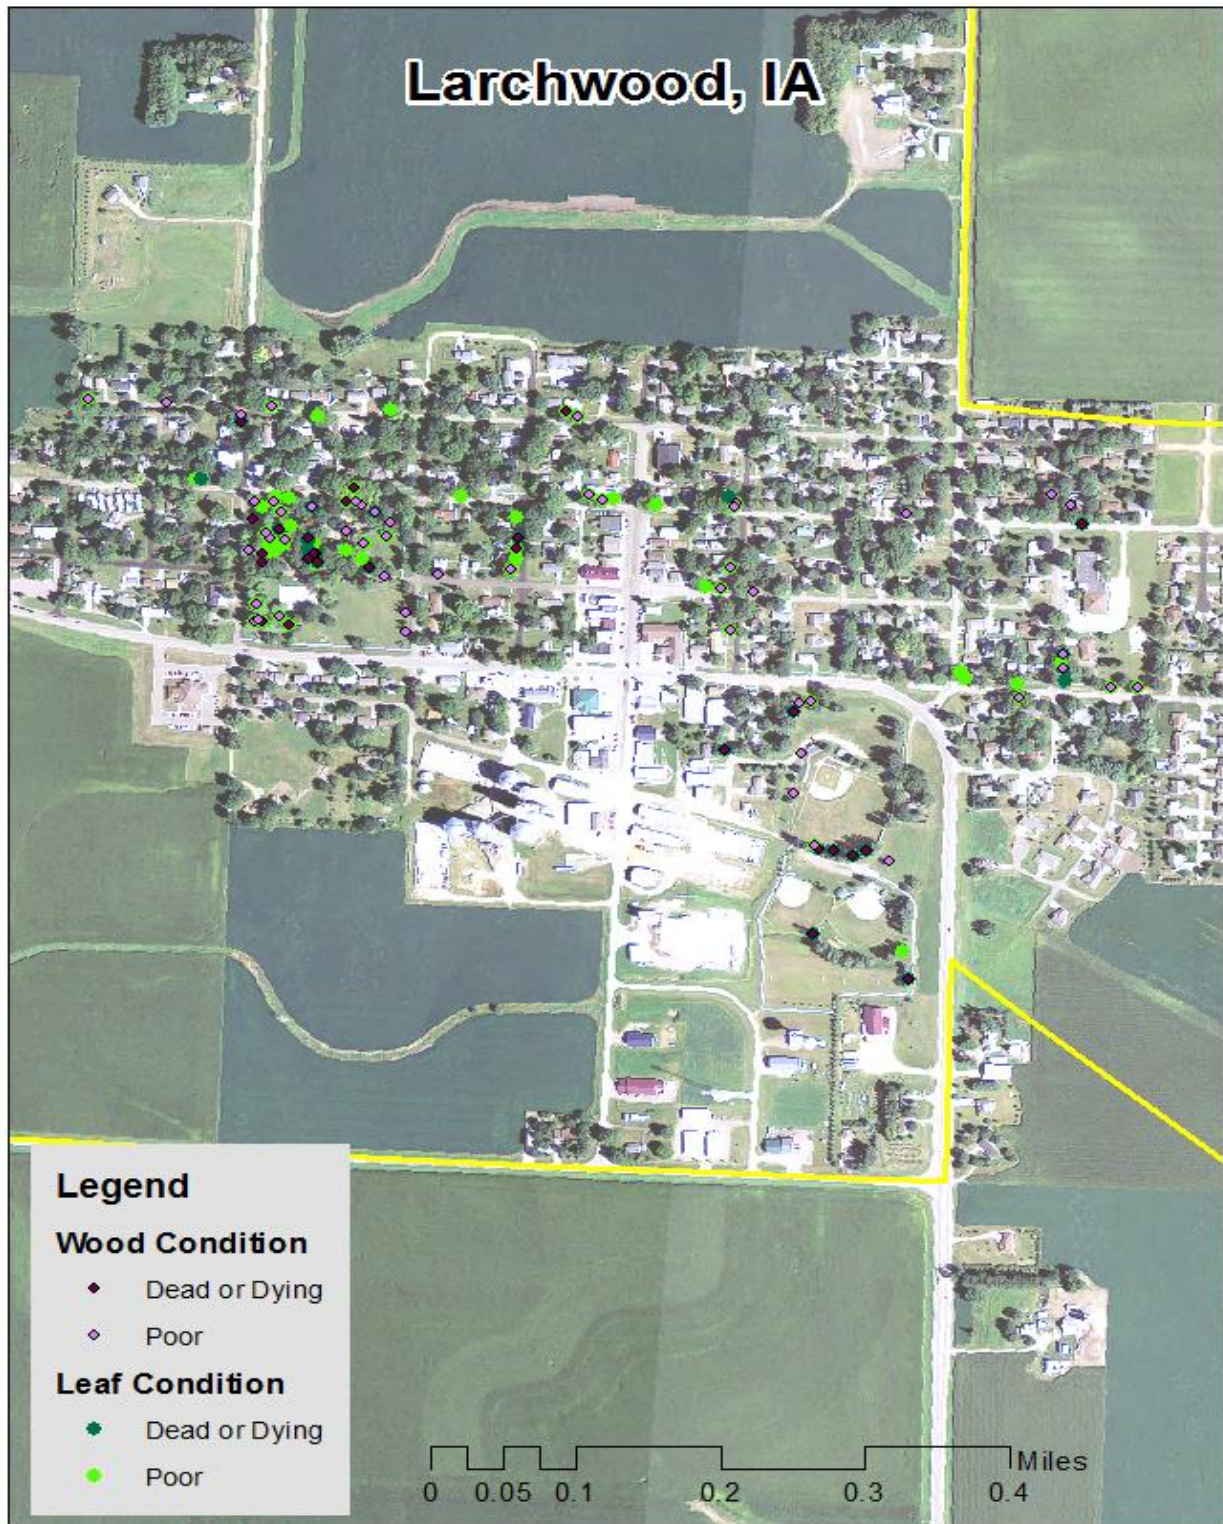 Larchwood, IA
Legend
Wood Condition
Dead or Dying
Poor
Leaf Condition
Dead or Dying
Poor
Miles
0 0.05 0.1 0.2 0.3 0.4